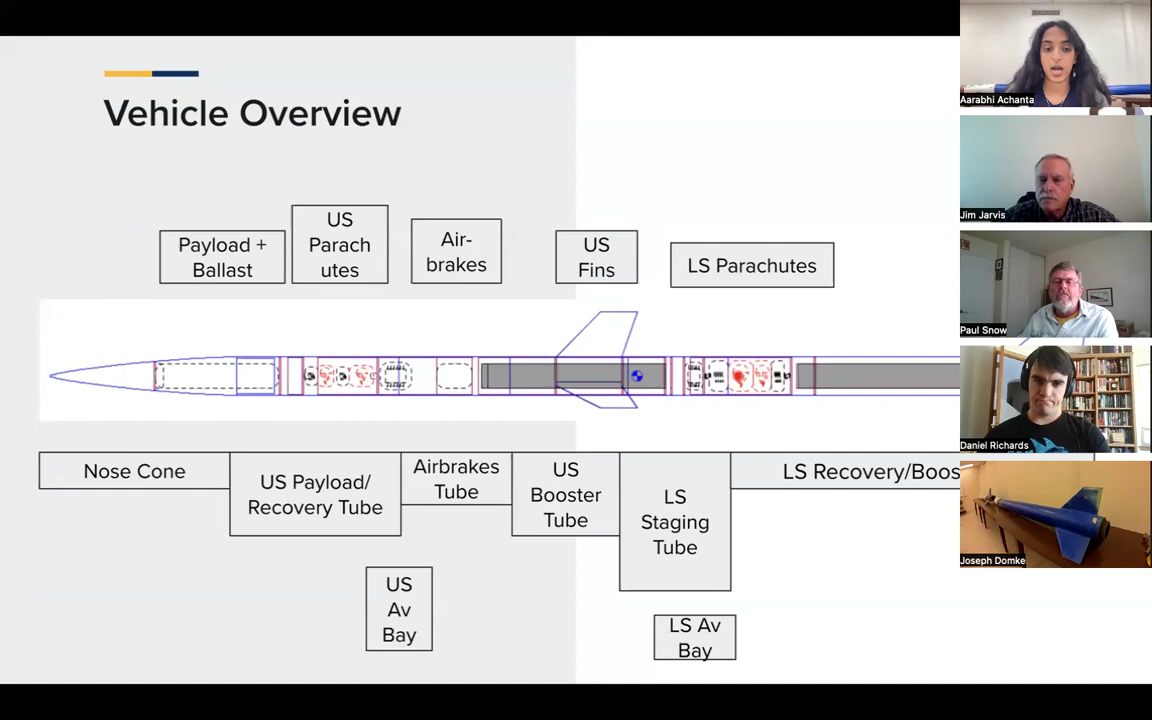 Vehicle Overview
Payload +
Ballast
US
Parach
utes
Air-
brakes
US
Fins
LS Parachutes
Nose Cone
US Payload/
Recovery Tube
Airbrakes
Tube
US
Booster
Tube
LS
Staging
Tube
LS Recovery/Boos
US
Av
Bay
LS Av
Bay
Aarabhi Achanta
Jim Jarvis
Paul Snow
Daniel Richards
Joseph Domke